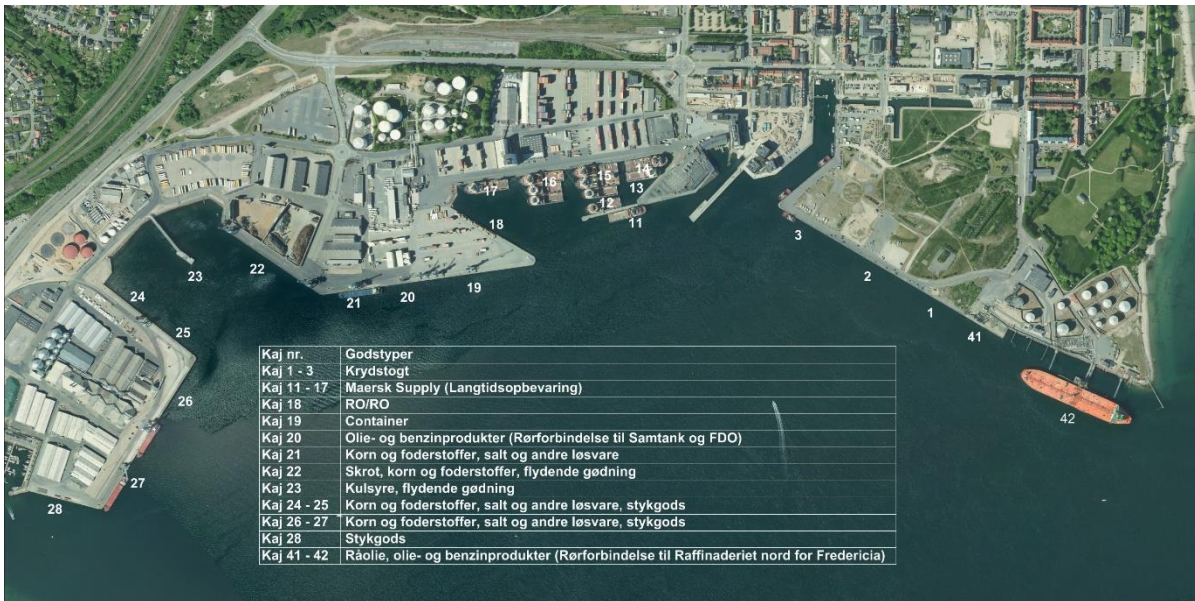 17
16
15
14
13
12
11
18
19
20
21
22
23
24
25
26
27
28
3
2
1
41
42
Kaj nr. Godstyper
Kaj 1 - 3 Krydstogt
Kaj 11 - 17 Maersk Supply (Langtidsopbevaring)
Kaj 18 RO/RO
Kaj 19 Container
Kaj 20 Olie- og benzinprodukter (Rørforbindelse til Samtank og FDO)
Kaj 21 Korn og foderstoffer, salt og andre løsvare
Kaj 22 Skrot, korn og foderstoffer, flydende gødning
Kaj 23 Kulsyre, flydende gødning
Kaj 24 - 25 Korn og foderstoffer, salt og andre løsvare, stykgods
Kaj 26 - 27 Korn og foderstoffer, salt og andre løsvare, stykgods
Kaj 28 Stykgods
Kaj 41 - 42 Råolie, olie- og benzinprodukter (Rørforbindelse til Raffinaderiet nord for Fredericia)